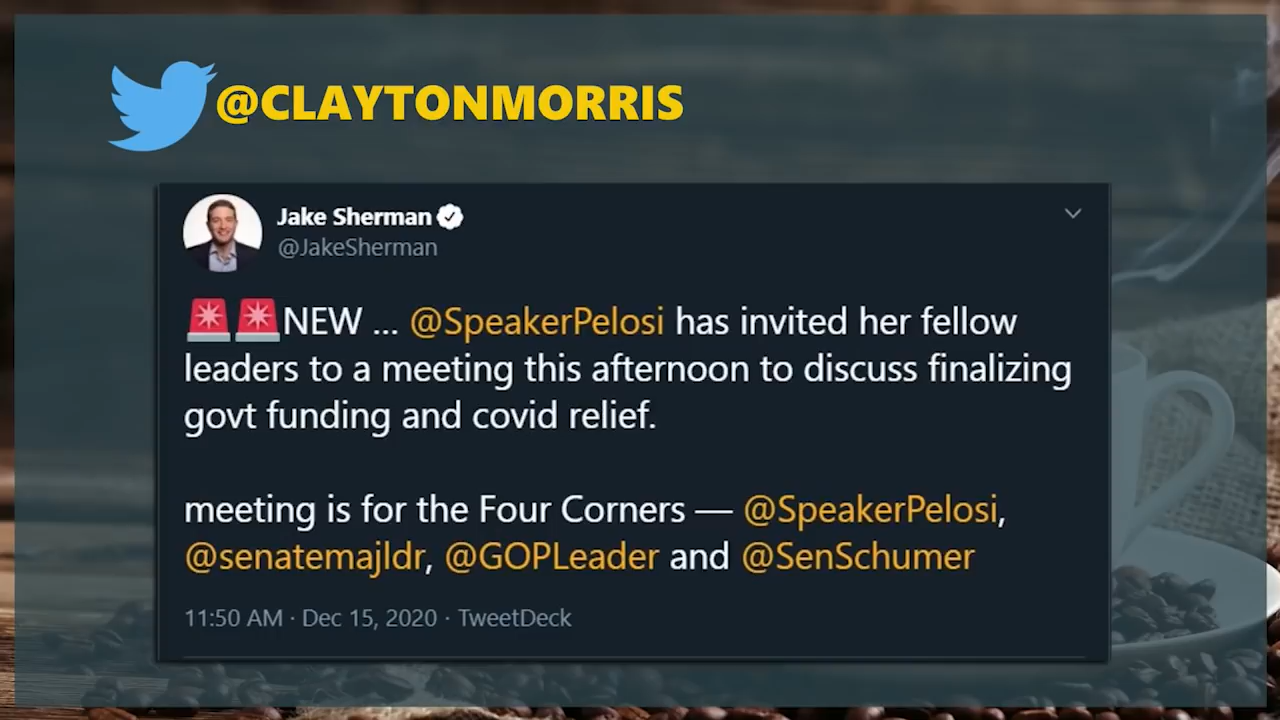 @CLAYTONMORRIS
Jake Sherman
@JakeSherman
🚨🚨NEW ... @SpeakerPelosi has invited her fellow
leaders to a meeting this afternoon to discuss finalizing
govt funding and covid relief.
meeting is for the Four Corners — @SpeakerPelosi,
@senatemajldr, @GOPLeader and @SenSchumer
11:50 AM · Dec 15, 2020 · TweetDeck